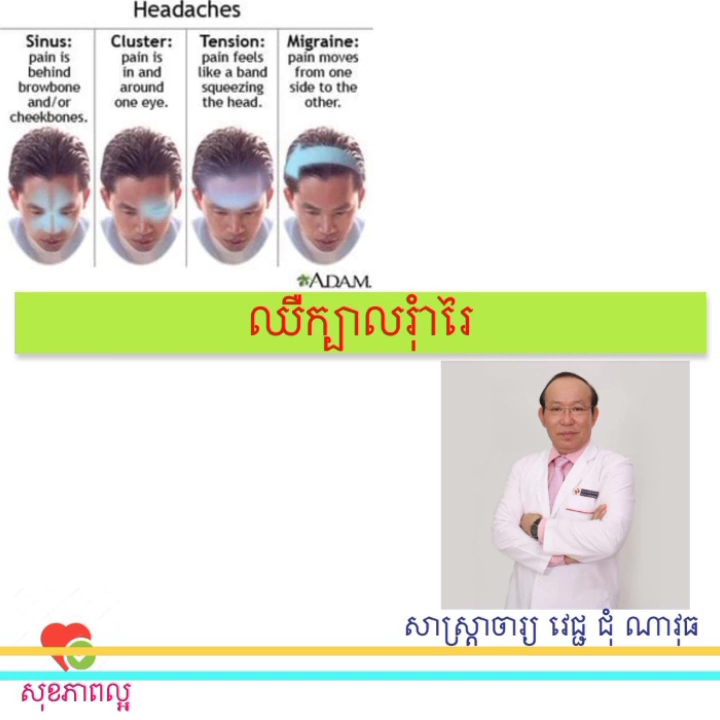 Headaches
Sinus:
pain is
behind
browbone
and/or
cheekbones.
Cluster:
pain is
in and
around
one eye.
Tension:
pain feels
like a band
squeezing
the head.
Migraine:
pain moves
from one
side to the
other.
ADAM.
ឈឺក្បាលរ៉ុំារ៉ៃ
សាស្ត្រាចារ្យ វេជ្ជ ជុំ ណាវុធ
សុខភាពល្អ